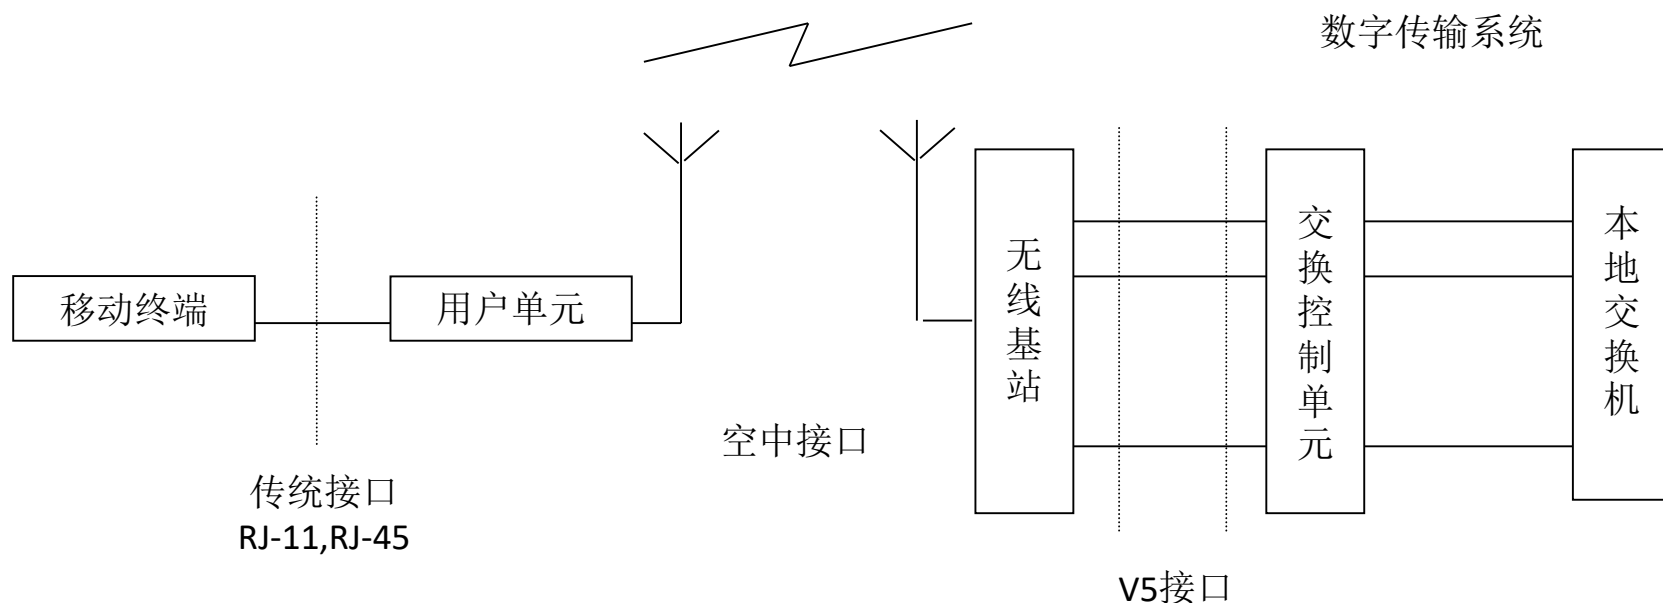 数字传输系统
移动终端
用户单元
无线基站
交换控制单元
本地交换机
空中接口
传统接口
RJ-11,RJ-45
V5接口